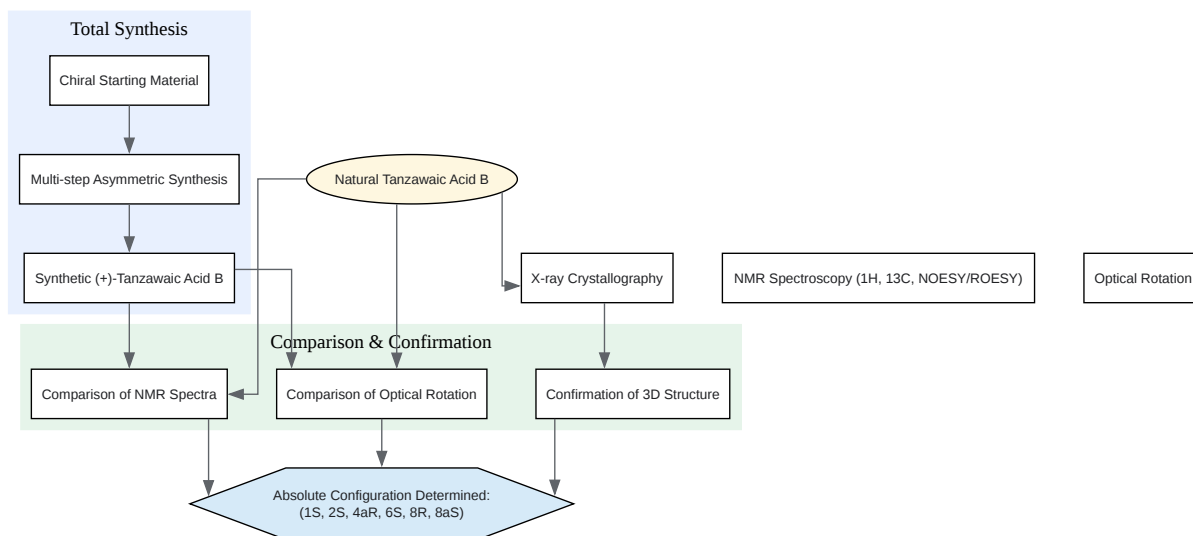 Total Synthesis
Chiral Starting Material
Multi-step Asymmetric Synthesis
Natural Tanzawaic Acid B
Synthetic (+)-Tanzawaic Acid B
X-ray Crystallography
NMR Spectroscopy (1H, 13C, NOESY/ROESY)
Optical Rotation
Comparison & Confirmation
Comparison of NMR Spectra
Comparison of Optical Rotation
Confirmation of 3D Structure
Absolute Configuration Determined:
(1S, 2S, 4aR, 6S, 8R, 8aS)